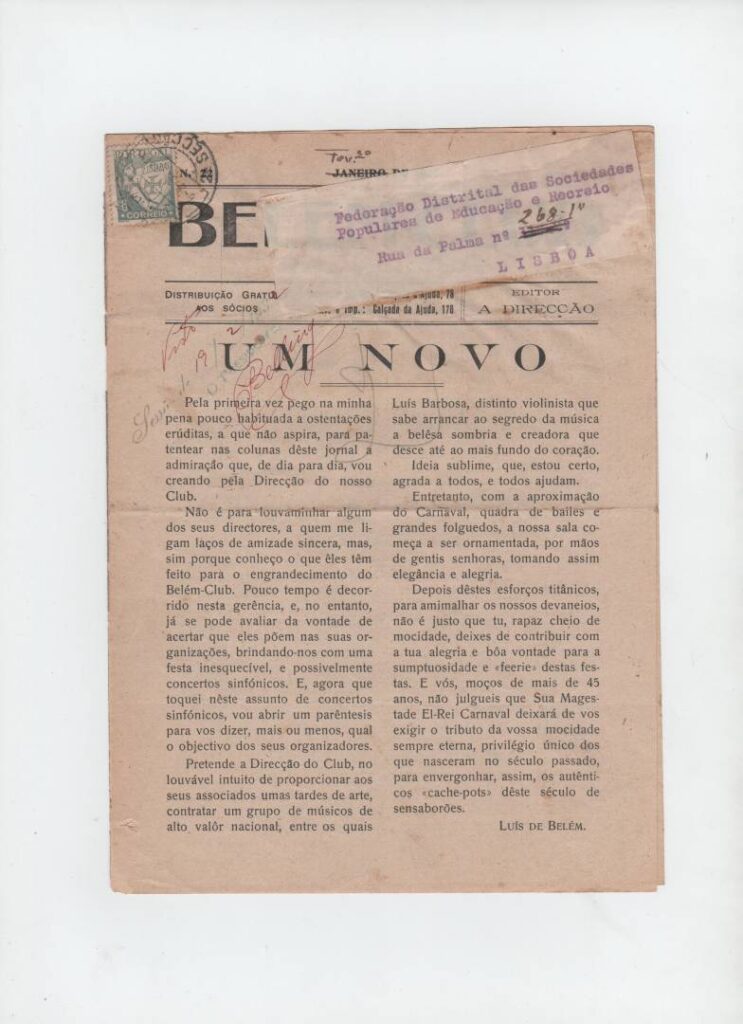 Fev.º
JANEIRO DE
N. 2
CORREIO
BE
Federação Distrital das Sociedades
Populares de Educação e Recreio
Rua da Palma nº 268-1º
LISBOA
DISTRIBUIÇÃO GRATU
AOS SÓCIOS
Ajuda, 78
e Imp.: Calçada da Ajuda, 178
EDITOR
A DIRECÇÃO
Visto
19 2
UM NOVO
Pela primeira vez pego na minha
pena pouco habituada a ostentações
erúditas, a que não aspira, para pa-
tentear nas colunas dêste jornal a
admiração que, de dia para dia, vou
creando pela Direcção do nosso
Club.
Não é para louvaminhar algum
dos seus directores, a quem me li-
gam laços de amizade sincera, mas,
sim porque conheço o que êles têm
feito para o engrandecimento do
Belém-Club. Pouco tempo é decor-
rido nesta gerência, e, no entanto,
já se pode avaliar da vontade de
acertar que eles põem nas suas or-
ganizações, brindando-nos com uma
festa inesquecível, e possivelmente
concertos sinfónicos. E, agora que
toquei nêste assunto de concertos
sinfónicos, vou abrir um parêntesis
para vos dizer, mais ou menos, qual
o objectivo dos seus organizadores.
Pretende a Direcção do Club, no
louvável intuito de proporcionar aos
seus associados umas tardes de arte,
contratar um grupo de músicos de
alto valôr nacional, entre os quais
Luís Barbosa, distinto violinista que
sabe arrancar ao segredo da música
a belêsa sombria e creadora que
desce até ao mais fundo do coração.
Ideia sublime, que, estou certo,
agrada a todos, e todos ajudam.
Entretanto, com a aproximação
do Carnaval, quadra de bailes e
grandes folguedos, a nossa sala co-
meça a ser ornamentada, por mãos
de gentis senhoras, tomando assim
elegância e alegria.
Depois dêstes esforços titânicos,
para amimalhar os nossos devaneios,
não é justo que tu, rapaz cheio de
mocidade, deixes de contribuir com
a tua alegria e bôa vontade para a
sumptuosidade e «feerie» destas fes-
tas. E vós, moços de mais de 45
anos, não julgueis que Sua Mages-
tade El-Rei Carnaval deixará de vos
exigir o tributo da vossa mocidade
sempre eterna, privilégio único dos
que nasceram no século passado,
para envergonhar, assim, os autênti-
cos «cache-pots» dêste século de
sensaborões.
LUÍS DE BELÉM.